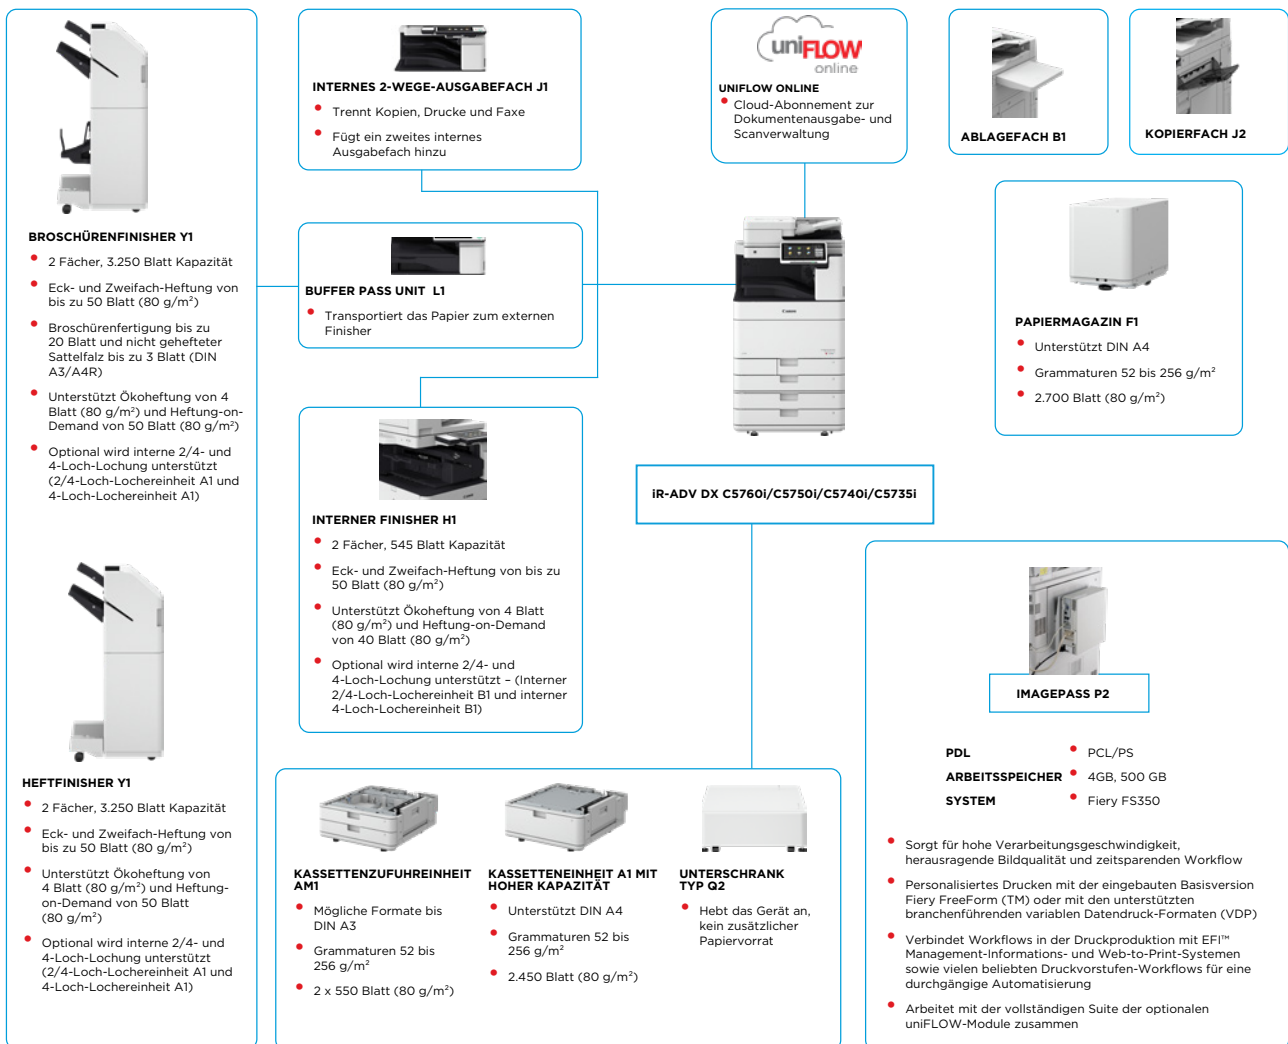 BROSCHÜRENFINISHER Y1
2 Fächer, 3.250 Blatt Kapazität
Eck- und Zweifach-Heftung von
bis zu 50 Blatt (80 g/m²)
Broschürenfertigung bis zu
20 Blatt und nicht gehefteter
Sattelfalz bis zu 3 Blatt (DIN
A3/A4R)
Unterstützt Ökoheftung von 4
Blatt (80 g/m²) und Heftung-on-
Demand von 50 Blatt (80 g/m²)
Optional wird interne 2/4- und
4-Loch-Lochung unterstützt
(2/4-Loch-Lochereinheit A1 und
4-Loch-Lochereinheit A1)
HEFTFINISHER Y1
2 Fächer, 3.250 Blatt Kapazität
Eck- und Zweifach-Heftung von
bis zu 50 Blatt (80 g/m²)
Unterstützt Ökoheftung von
4 Blatt (80 g/m²) und Heftung-
on-Demand von 50 Blatt
(80 g/m²)
Optional wird interne 2/4- und
4-Loch-Lochung unterstützt
(2/4-Loch-Lochereinheit A1 und
4-Loch-Lochereinheit A1)
INTERNES 2-WEGE-AUSGABEFACH J1
Trennt Kopien, Drucke und Faxe
Fügt ein zweites internes
Ausgabefach hinzu
BUFFER PASS UNIT L1
Transportiert das Papier zum externen
Finisher
INTERNER FINISHER H1
2 Fächer, 545 Blatt Kapazität
Eck- und Zweifach-Heftung von bis zu
50 Blatt (80 g/m²)
Unterstützt Ökoheftung von 4 Blatt
(80 g/m²) und Heftung-on-Demand
von 40 Blatt (80 g/m²)
Optional wird interne 2/4- und
4-Loch-Lochung unterstützt – (Interner
2/4-Loch-Lochereinheit B1 und interner
4-Loch-Lochereinheit B1)
uniFLOW
online
UNIFLOW ONLINE
Cloud-Abonnement zur
Dokumentenausgabe- und
Scanverwaltung
Canon
iR-ADV DX C5760i/C5750i/C5740i/C5735i
ABLAGEFACH B1
KOPIERFACH J2
PAPIERMAGAZIN F1
Unterstützt DIN A4
Grammaturen 52 bis 256 g/m²
2.700 Blatt (80 g/m²)
KASSETTENZUFUHREINHEIT
AM1
Mögliche Formate bis
DIN A3
Grammaturen 52 bis
256 g/m²
2 x 550 Blatt (80 g/m²)
KASSETTENEINHEIT A1 MIT
HOHER KAPAZITÄT
Unterstützt DIN A4
Grammaturen 52 bis
256 g/m²
2.450 Blatt (80 g/m²)
UNTERSCHRANK
TYP Q2
Hebt das Gerät an,
kein zusätzlicher
Papiervorrat
IMAGEPASS P2
PDL PCL/PS
ARBEITSSPEICHER 4GB, 500 GB
SYSTEM Fiery FS350
Sorgt für hohe Verarbeitungsgeschwindigkeit,
herausragende Bildqualität und zeitsparenden Workflow
Personalisiertes Drucken mit der eingebauten Basisversion
Fiery FreeForm (TM) oder mit den unterstützten
branchenführenden variablen Datendruck-Formaten (VDP)
Verbindet Workflows in der Druckproduktion mit EFI™
Management-Informations- und Web-to-Print-Systemen
sowie vielen beliebten Druckvorstufen-Workflows für eine
durchgängige Automatisierung
Arbeitet mit der vollständigen Suite der optionalen
uniFLOW-Module zusammen